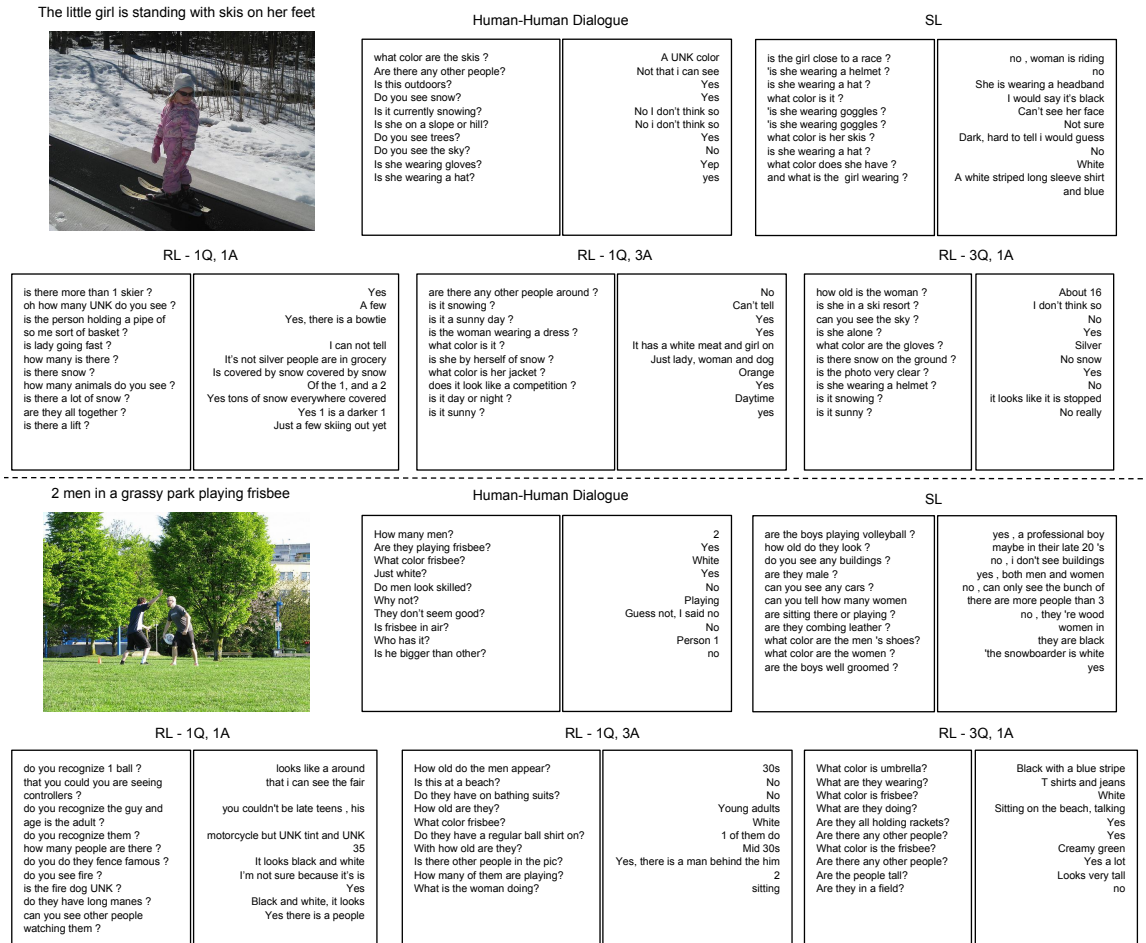 The little girl is standing with skis on her feet
Human-Human Dialogue
what color are the skis ?
A UNK color
Are there any other people?
Not that i can see
Is this outdoors?
Yes
Do you see snow?
Yes
Is it currently snowing?
No I don't think so
Is she on a slope or hill?
No i don't think so
Do you see trees?
Yes
Do you see the sky?
No
Is she wearing gloves?
Yep
Is she wearing a hat?
yes
SL
is the girl close to a race ?
no , woman is riding
'is she wearing a helmet ?
no
is she wearing a hat ?
She is wearing a headband
what color is it ?
I would say it's black
'is she wearing goggles ?
Can't see her face
'is she wearing goggles ?
Not sure
what color is her skis ?
Dark, hard to tell i would guess
is she wearing a hat ?
No
what color does she have ?
White
and what is the girl wearing ?
A white striped long sleeve shirt
and blue
RL - 1Q, 1A
is there more than 1 skier ?
Yes
oh how many UNK do you see ?
A few
is the person holding a pipe of
Yes, there is a bowtie
so me sort of basket ?
is lady going fast ?
I can not tell
how many is there ?
It's not silver people are in grocery
is there snow ?
Is covered by snow covered by snow
how many animals do you see ?
Of the 1, and a 2
is there a lot of snow ?
Yes tons of snow everywhere covered
are they all together ?
Yes 1 is a darker 1
is there a lift ?
Just a few skiing out yet
RL - 1Q, 3A
are there any other people around ?
No
is it snowing ?
Can't tell
is it a sunny day ?
Yes
is the woman wearing a dress ?
Yes
what color is it ?
It has a white meat and girl on
is she by herself of snow ?
Just lady, woman and dog
what color is her jacket ?
Orange
does it look like a competition ?
Yes
is it day or night ?
Daytime
is it sunny ?
yes
RL - 3Q, 1A
how old is the woman ?
About 16
is she in a ski resort ?
I don't think so
can you see the sky ?
No
is she alone ?
Yes
what color are the gloves ?
Silver
is there snow on the ground ?
No snow
is the photo very clear ?
Yes
is she wearing a helmet ?
No
is it snowing ?
it looks like it is stopped
is it sunny ?
No really
2 men in a grassy park playing frisbee
Human-Human Dialogue
How many men?
2
Are they playing frisbee?
Yes
What color frisbee?
White
Just white?
Yes
Do men look skilled?
No
Why not?
Playing
They don't seem good?
Guess not, I said no
Is frisbee in air?
No
Who has it?
Person 1
Is he bigger than other?
no
SL
are the boys playing volleyball ?
yes , a professional boy
how old do they look ?
maybe in their late 20 's
do you see any buildings ?
no , i don't see buildings
are they male ?
yes , both men and women
can you see any cars ?
no , can only see the bunch of
can you tell how many women
there are more people than 3
are sitting there or playing ?
no , they 're wood
are they combing leather ?
women in
what color are the men 's shoes?
they are black
what color are the women ?
'the snowboarder is white
are the boys well groomed ?
yes
RL - 1Q, 1A
do you recognize 1 ball ?
looks like a around
that you could you are seeing
that i can see the fair
controllers ?
do you recognize the guy and
you couldn't be late teens , his
age is the adult ?
do you recognize them ?
motorcycle but UNK tint and UNK
how many people are there ?
35
do you do they fence famous ?
It looks black and white
do you see fire ?
I'm not sure because it's is
is the fire dog UNK ?
Yes
do they have long manes ?
Black and white, it looks
can you see other people
Yes there is a people
watching them ?
RL - 1Q, 3A
How old do the men appear?
30s
Is this at a beach?
No
Do they have on bathing suits?
No
How old are they?
Young adults
What color frisbee?
White
Do they have a regular ball shirt on?
1 of them do
With how old are they?
Mid 30s
Is there other people in the pic?
Yes, there is a man behind the him
How many of them are playing?
2
What is the woman doing?
sitting
RL - 3Q, 1A
What color is umbrella?
Black with a blue stripe
What are they wearing?
T shirts and jeans
What color is frisbee?
White
What are they doing?
Sitting on the beach, talking
Are they all holding rackets?
Yes
Are there any other people?
Yes
What color is the frisbee?
Creamy green
Are there any other people?
Yes a lot
Are the people tall?
Looks very tall
Are they in a field?
no